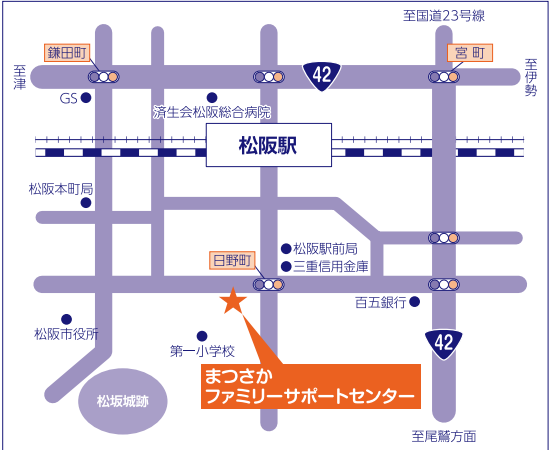 至国道23号線
鎌田町
宮町
至津
42
至伊勢
GS
済生会松阪総合病院
松阪駅
松阪本町局
日野町
松阪駅前局
三重信用金庫
百五銀行
松阪市役所
第一小学校
42
まつさか
ファミリーサポートセンター
松坂城跡
至尾鷲方面